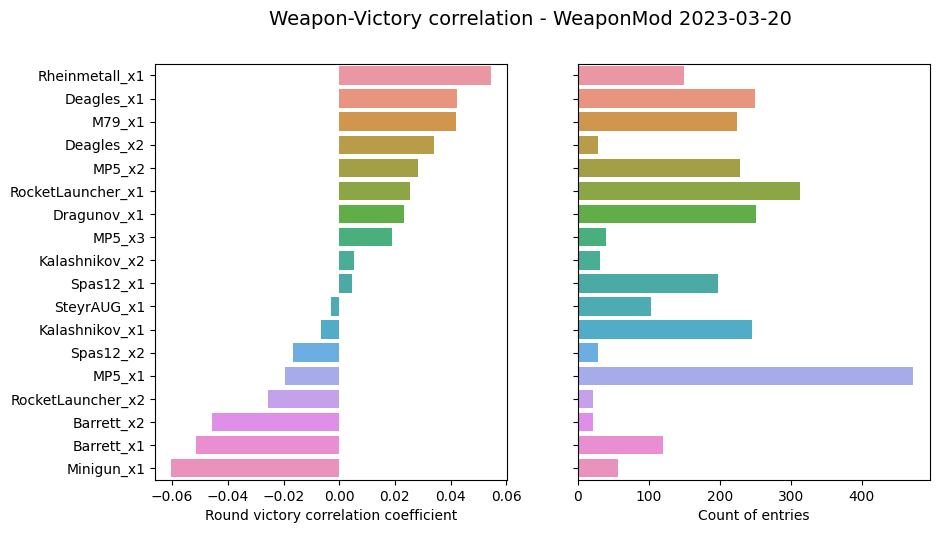 Weapon-Victory correlation - WeaponMod 2023-03-20
Rheinmetall_x1
Deagles_x1
M79_x1
Deagles_x2
MP5_x2
RocketLauncher_x1
Dragunov_x1
MP5_x3
Kalashnikov_x2
Spas12_x1
SteyrAUG_x1
Kalashnikov_x1
Spas12_x2
MP5_x1
RocketLauncher_x2
Barrett_x2
Barrett_x1
Minigun_x1
−0.06 −0.04 −0.02 0.00 0.02 0.04 0.06
Round victory correlation coefficient
0 100 200 300 400
Count of entries